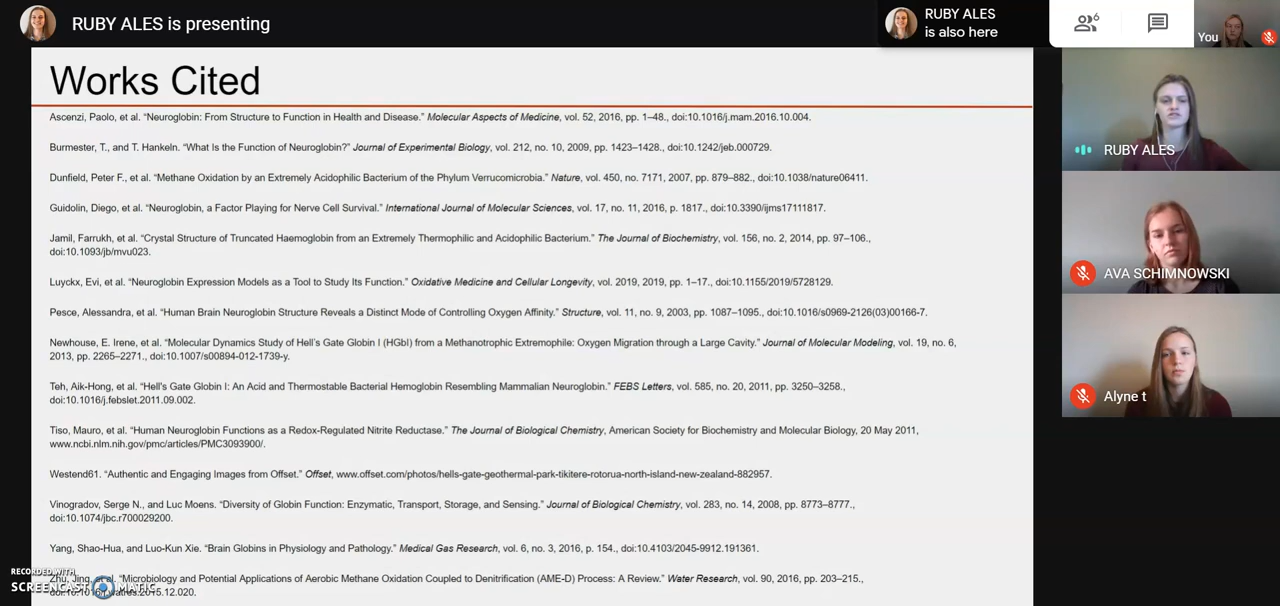 RUBY ALES is presenting
RUBY ALES
is also here
6
You
Works Cited
Ascenzi, Paolo, et al. “Neuroglobin: From Structure to Function in Health and Disease.” Molecular Aspects of Medicine, vol. 52, 2016, pp. 1–48., doi:10.1016/j.mam.2016.10.004.
Burmester, T., and T. Hankeln. “What Is the Function of Neuroglobin?” Journal of Experimental Biology, vol. 212, no. 10, 2009, pp. 1423–1428., doi:10.1242/jeb.000729.
Dunfield, Peter F., et al. “Methane Oxidation by an Extremely Acidophilic Bacterium of the Phylum Verrucomicrobia.” Nature, vol. 450, no. 7171, 2007, pp. 879–882., doi:10.1038/nature06411.
Guidolin, Diego, et al. “Neuroglobin, a Factor Playing for Nerve Cell Survival.” International Journal of Molecular Sciences, vol. 17, no. 11, 2016, p. 1817., doi:10.3390/ijms17111817.
Jamil, Farrukh, et al. “Crystal Structure of Truncated Haemoglobin from an Extremely Thermophilic and Acidophilic Bacterium.” The Journal of Biochemistry, vol. 156, no. 2, 2014, pp. 97–106.,
doi:10.1093/jb/mvu023.
Luyckx, Evi, et al. “Neuroglobin Expression Models as a Tool to Study Its Function.” Oxidative Medicine and Cellular Longevity, vol. 2019, 2019, pp. 1–17., doi:10.1155/2019/5728129.
Pesce, Alessandra, et al. “Human Brain Neuroglobin Structure Reveals a Distinct Mode of Controlling Oxygen Affinity.” Structure, vol. 11, no. 9, 2003, pp. 1087–1095., doi:10.1016/s0969-2126(03)00166-7.
Newhouse, E. Irene, et al. “Molecular Dynamics Study of Hell’s Gate Globin I (HGbI) from a Methanotrophic Extremophile: Oxygen Migration through a Large Cavity.” Journal of Molecular Modeling, vol. 19, no. 6,
2013, pp. 2265–2271., doi:10.1007/s00894-012-1739-y.
Teh, Aik-Hong, et al. “Hell’s Gate Globin I: An Acid and Thermostable Bacterial Hemoglobin Resembling Mammalian Neuroglobin.” FEBS Letters, vol. 585, no. 20, 2011, pp. 3250–3258.,
doi:10.1016/j.febslet.2011.09.002.
Tiso, Mauro, et al. “Human Neuroglobin Functions as a Redox-Regulated Nitrite Reductase.” The Journal of Biological Chemistry, American Society for Biochemistry and Molecular Biology, 20 May 2011,
www.ncbi.nlm.nih.gov/pmc/articles/PMC3093900/.
Westend61. “Authentic and Engaging Images from Offset.” Offset, www.offset.com/photos/hells-gate-geothermal-park-tikitere-rotorua-north-island-new-zealand-882957.
Vinogradov, Serge N., and Luc Moens. “Diversity of Globin Function: Enzymatic, Transport, Storage, and Sensing.” Journal of Biological Chemistry, vol. 283, no. 14, 2008, pp. 8773–8777.,
doi:10.1074/jbc.r700029200.
Yang, Shao-Hua, and Luo-Kun Xie. “Brain Globins in Physiology and Pathology.” Medical Gas Research, vol. 6, no. 3, 2016, p. 154., doi:10.4103/2045-9912.191361.
Zhu, Jing, et al. “Microbiology and Potential Applications of Aerobic Methane Oxidation Coupled to Denitrification (AME-D) Process: A Review.” Water Research, vol. 90, 2016, pp. 203–215.,
doi:10.1016/j.watres.2015.12.020.
RUBY ALES
AVA SCHIMNOWSKI
Alyne t
RECORDED WITH
SCREENCAST MATIC